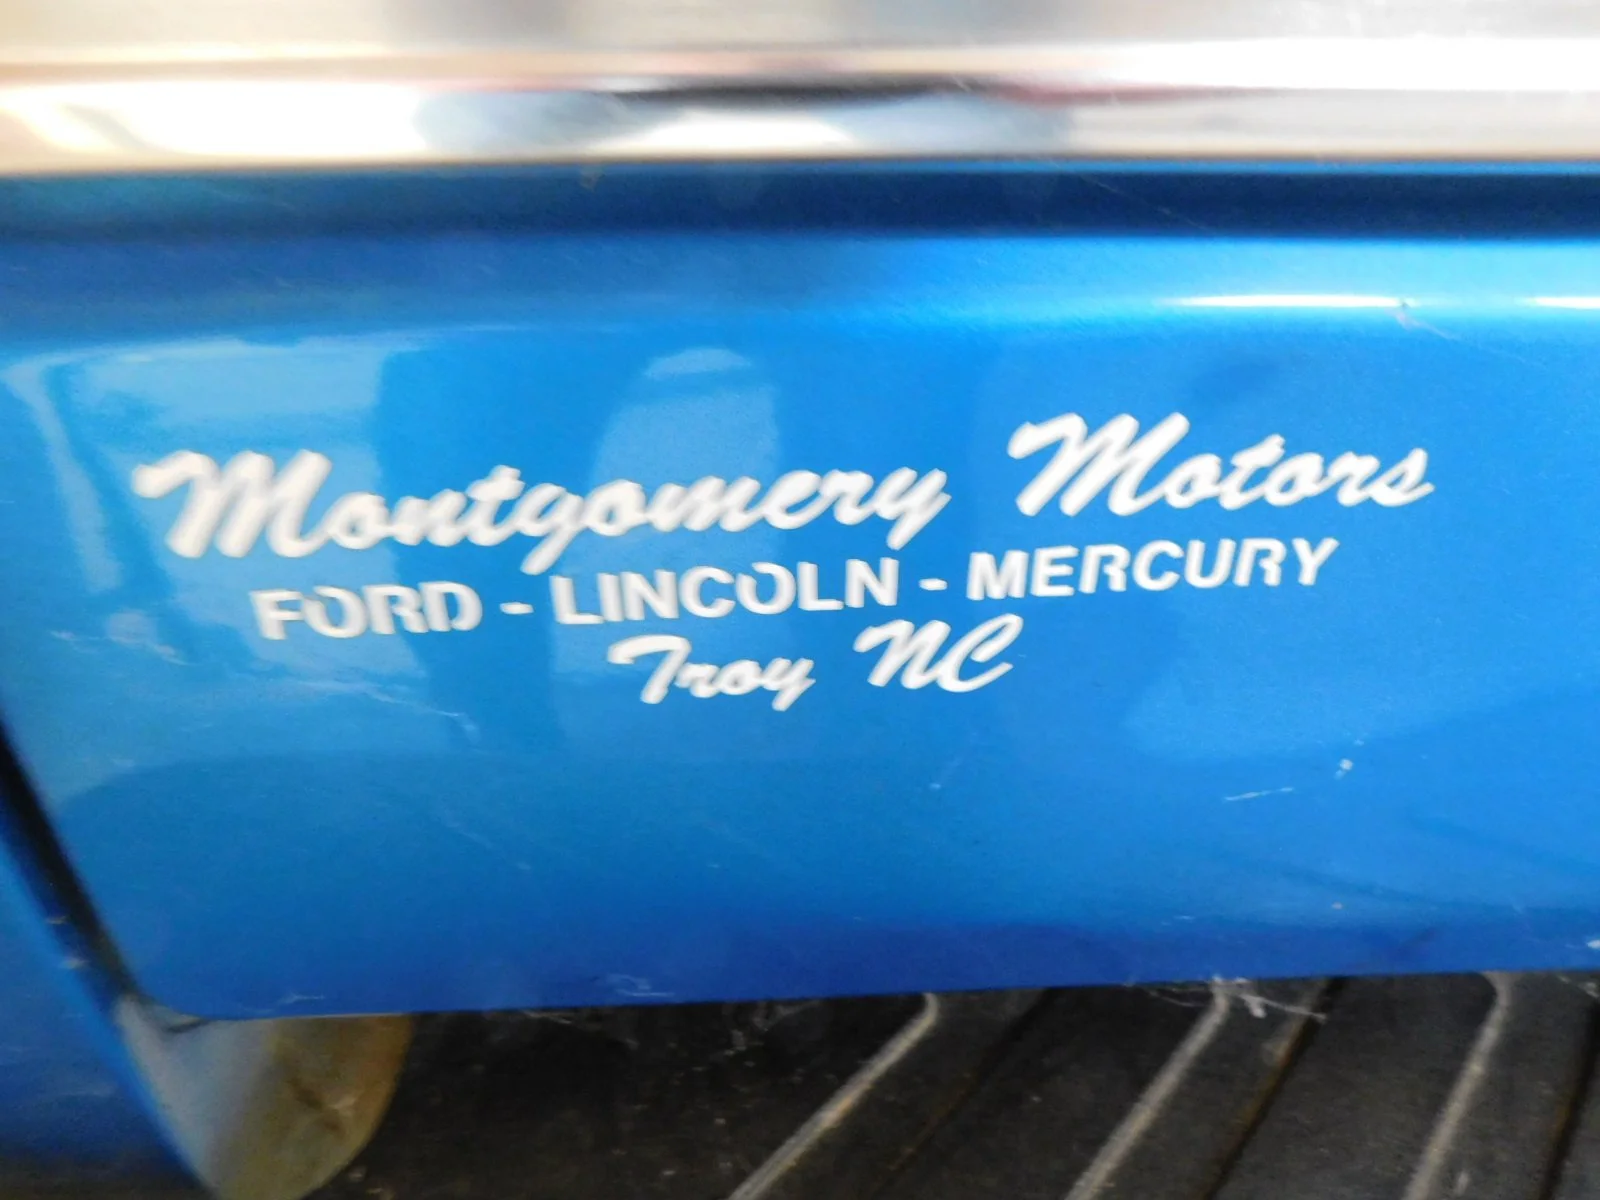 Montgomery Motors
FORD - LINCOLN - MERCURY
Troy NC